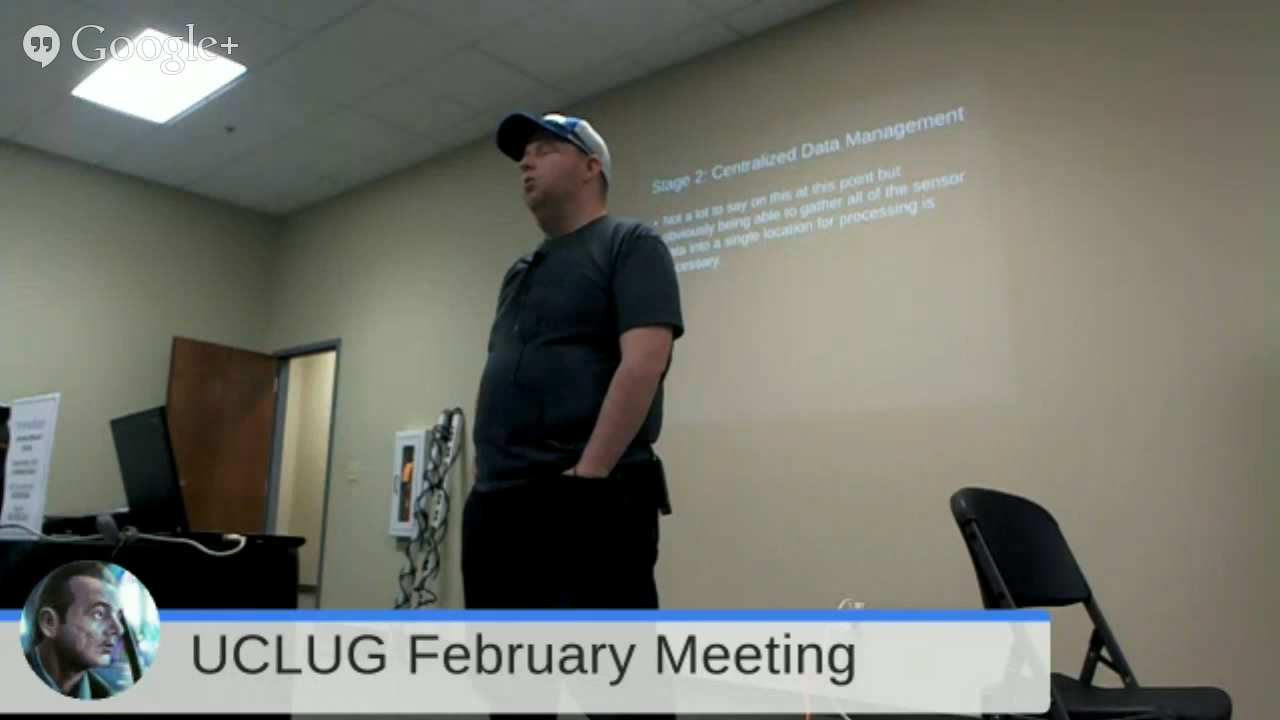 Google+
Stage 2: Centralized Data Management
• Not a lot to say on this at this point but
obviously being able to gather all of the sensor
data into a single location for processing is
UCLUG February Meeting